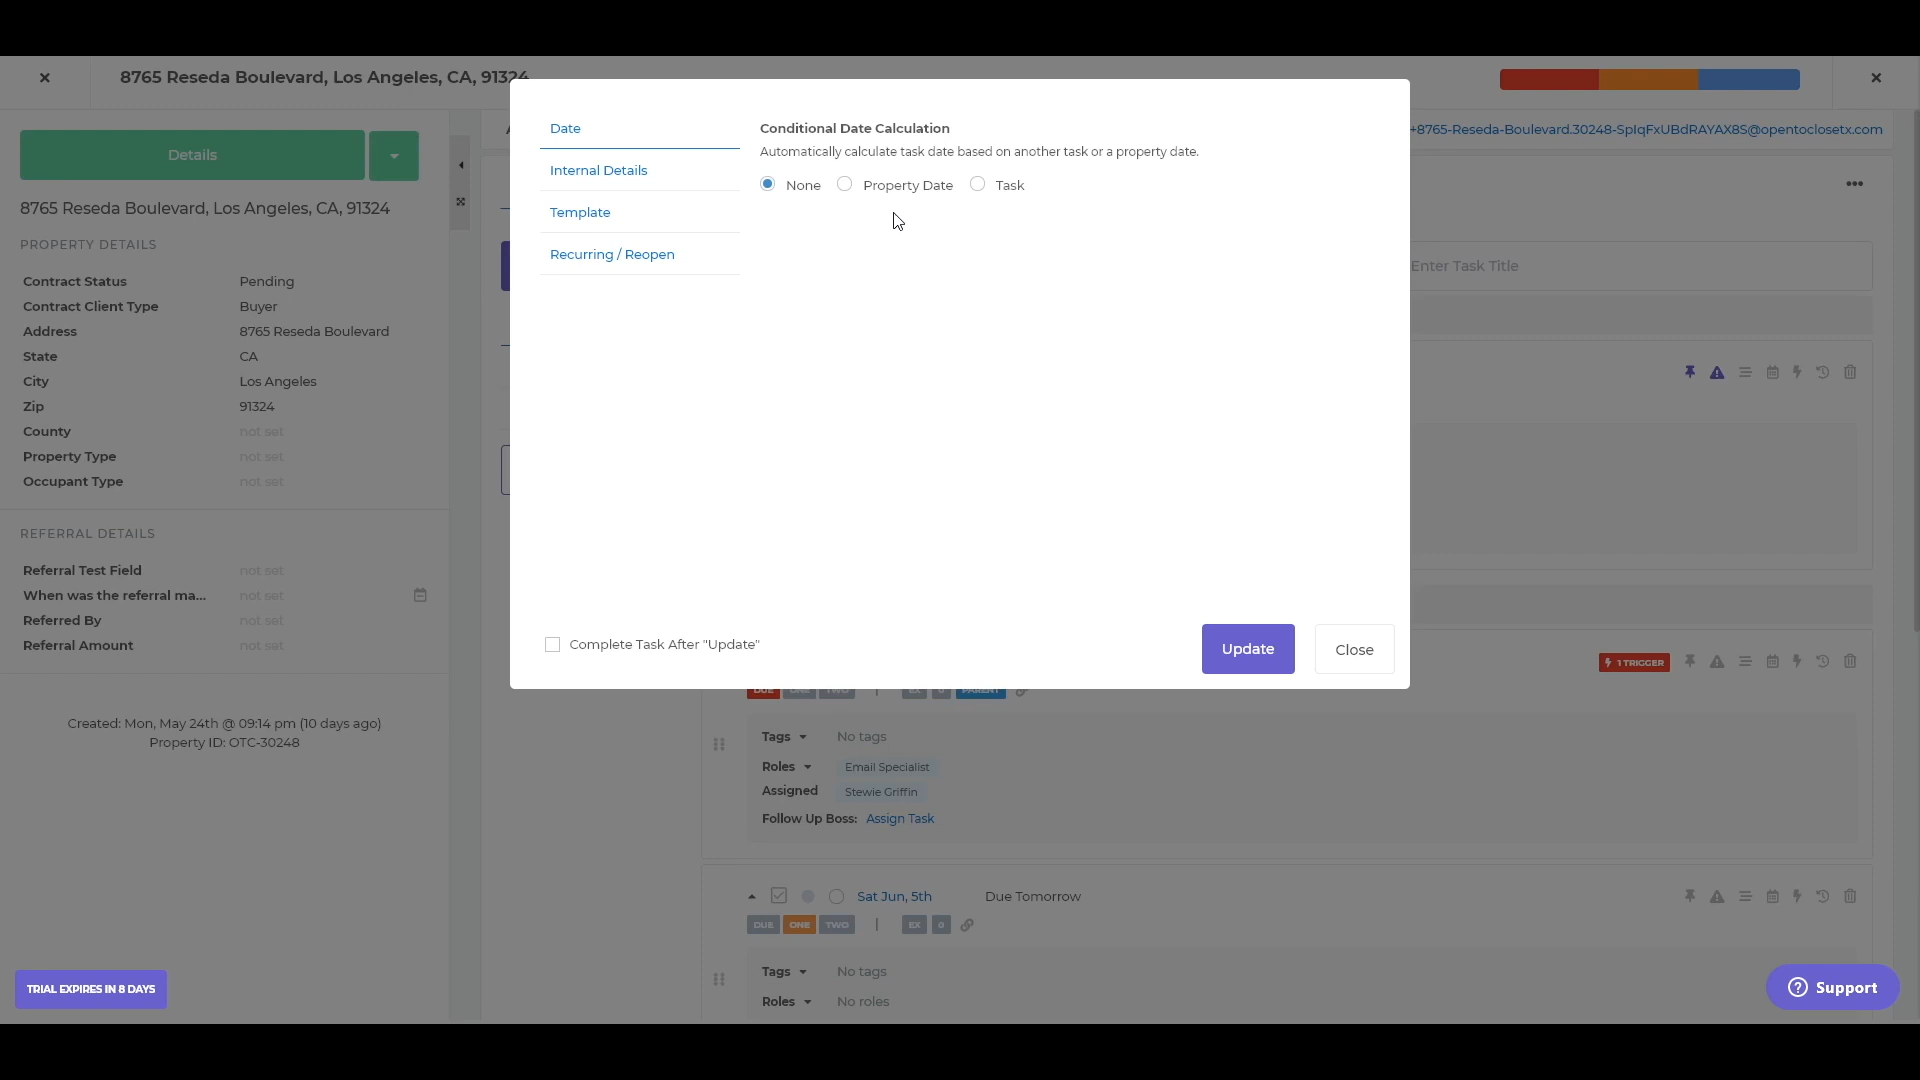 8765 Reseda Boulevard, Los Angeles, CA, 91324
+8765-Reseda-Boulevard.30248-SpIqFxUBdRAYAX8S@opentoclosetx.com
Details
8765 Reseda Boulevard, Los Angeles, CA, 91324
PROPERTY DETAILS
Contract Status Pending
Contract Client Type Buyer
Address 8765 Reseda Boulevard
State CA
City Los Angeles
Zip 91324
County not set
Property Type not set
Occupant Type not set
REFERRAL DETAILS
Referral Test Field not set
When was the referral ma... not set
Referred By not set
Referral Amount not set
Created: Mon, May 24th @ 09:14 pm (10 days ago)
Property ID: OTC-30248
TRIAL EXPIRES IN 8 DAYS
Date
Internal Details
Template
Recurring / Reopen
Conditional Date Calculation
Automatically calculate task date based on another task or a property date.
None Property Date Task
Complete Task After "Update"
Update Close
Enter Task Title
1 TRIGGER
DUE ONE TWO | EX 0 PARENT
Tags No tags
Roles Email Specialist
Assigned Stewie Griffin
Follow Up Boss: Assign Task
Sat Jun, 5th Due Tomorrow
DUE ONE TWO | EX 0
Tags No tags
Roles No roles
Support